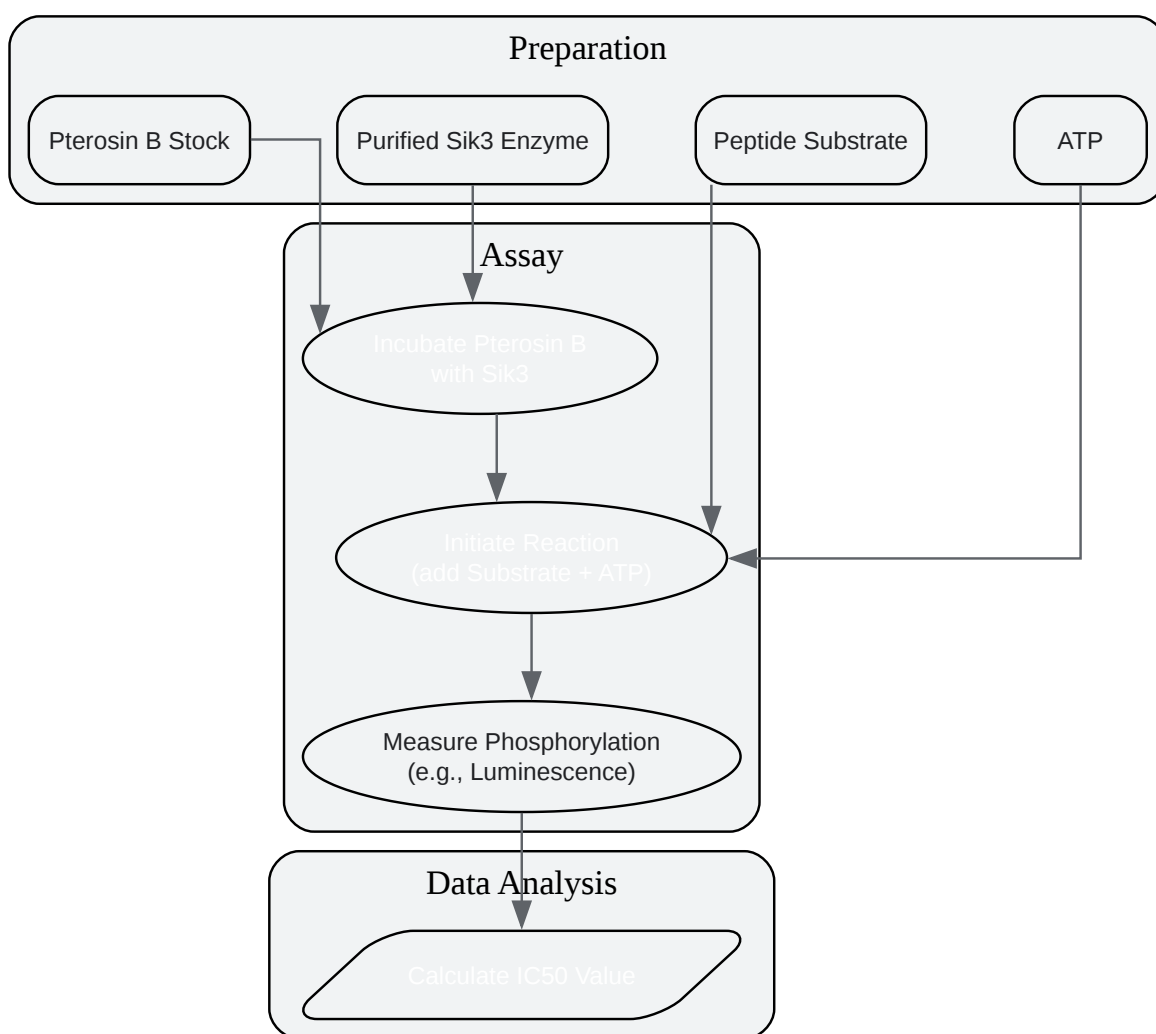 Preparation
Pterosin B Stock
Purified Sik3 Enzyme
Peptide Substrate
ATP
Assay
Incubate Pterosin B
with Sik3
Initiate Reaction
(add Substrate + ATP)
Measure Phosphorylation
(e.g., Luminescence)
Data Analysis
Calculate IC50 Value